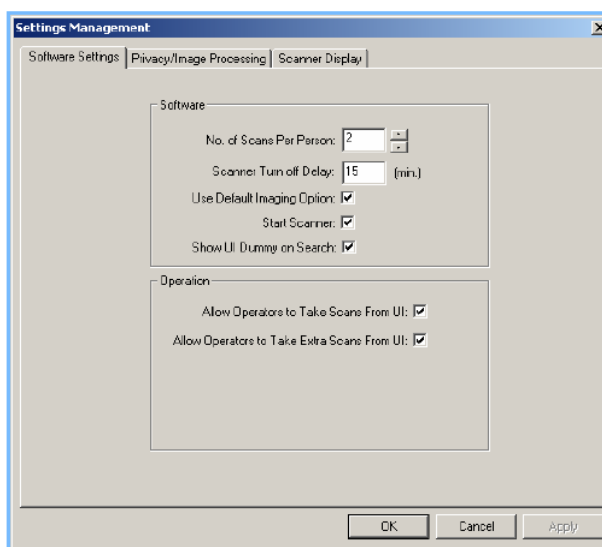 Settings Management
Software Settings Privacy/Image Processing Scanner Display
Software
No. of Scans Per Person: 2
Scanner Turn off Delay: 15 (min.)
Use Default Imaging Option:
Start Scanner:
Show UI Dummy on Search:
Operation
Allow Operators to Take Scans From UI:
Allow Operators to Take Extra Scans From UI:
OK Cancel Apply